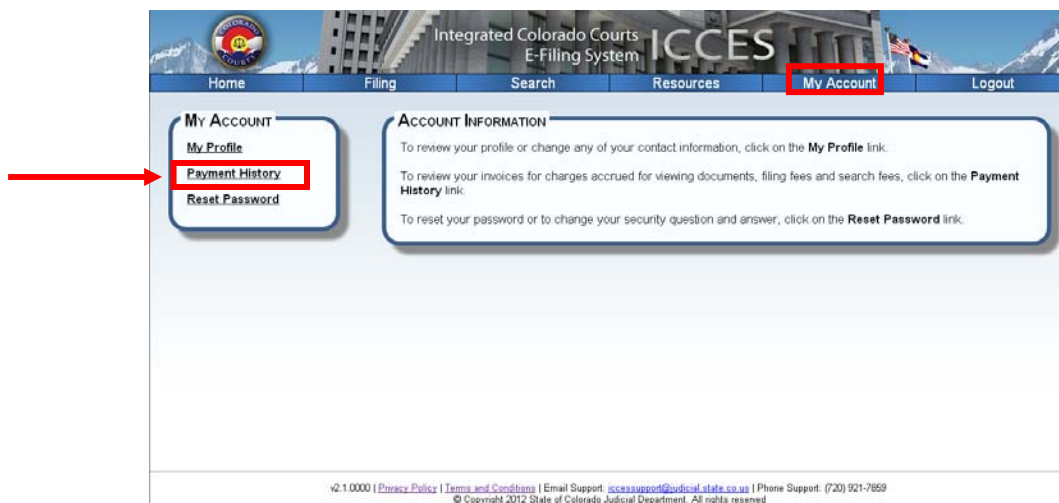 COLORADO
COURTS
Integrated Colorado Courts
E-Filing System
ICCES
Home Filing Search Resources My Account Logout
MY ACCOUNT
My Profile
Payment History
Reset Password
ACCOUNT INFORMATION
To review your profile or change any of your contact information, click on the My Profile link.
To review your invoices for charges accrued for viewing documents, filing fees and search fees, click on the Payment
History link.
To reset your password or to change your security question and answer, click on the Reset Password link.
v2.1.0000 | Privacy Policy | Terms and Conditions | Email Support: iccessupport@judicial.state.co.us | Phone Support: (720) 921-7859
© Copyright 2012 State of Colorado Judicial Department. All rights reserved